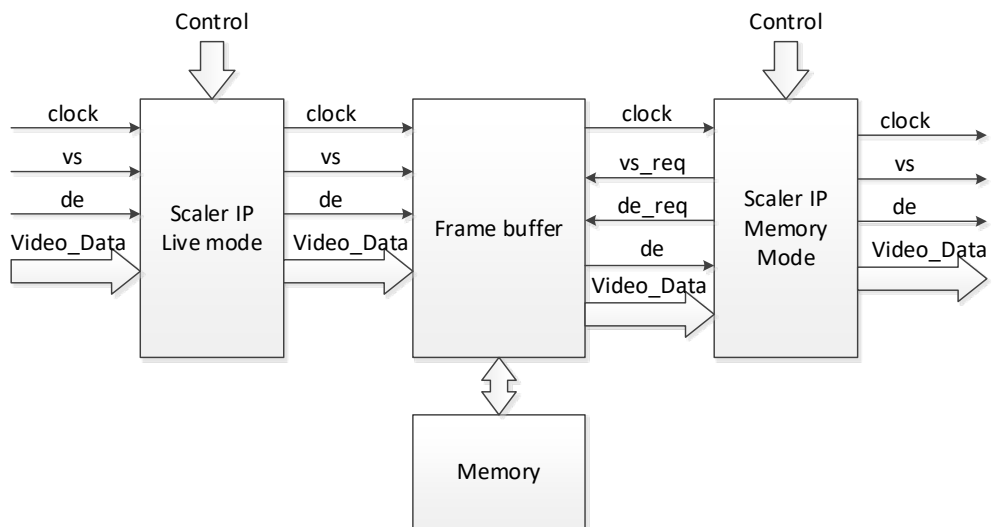 Control
Control
clock
vs
de
Video_Data
Scaler IP
Live mode
clock
vs
de
Video_Data
Frame buffer
clock
vs_req
de_req
de
Video_Data
Scaler IP
Memory
Mode
clock
vs
de
Video_Data
Memory